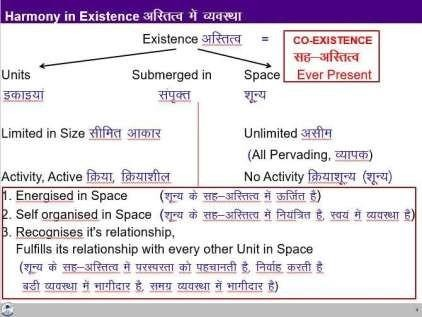 Harmony in Existence अस्तित्व में व्यवस्था
Existence अस्तित्व = CO-EXISTENCE
सह–अस्तित्व
Ever Present
Units Submerged in Space
इकाइयां संपृक्त शून्य
Limited in Size सीमित आकार Unlimited असीम
(All Pervading, व्यापक)
Activity, Active क्रिया, क्रियाशील No Activity क्रियाशून्य (शून्य)
1. Energised in Space (शून्य के सह–अस्तित्व में ऊर्जित है)
2. Self organised in Space (शून्य के सह–अस्तित्व में नियंत्रित है, स्वयं में व्यवस्था है)
3. Recognises it's relationship,
Fulfills its relationship with every other Unit in Space
(शून्य के सह–अस्तित्व में परस्परता को पहचानती है, निर्वाह करती है
बडी व्यवस्था में भागीदार है, समग्र व्यवस्था में भागीदार है)